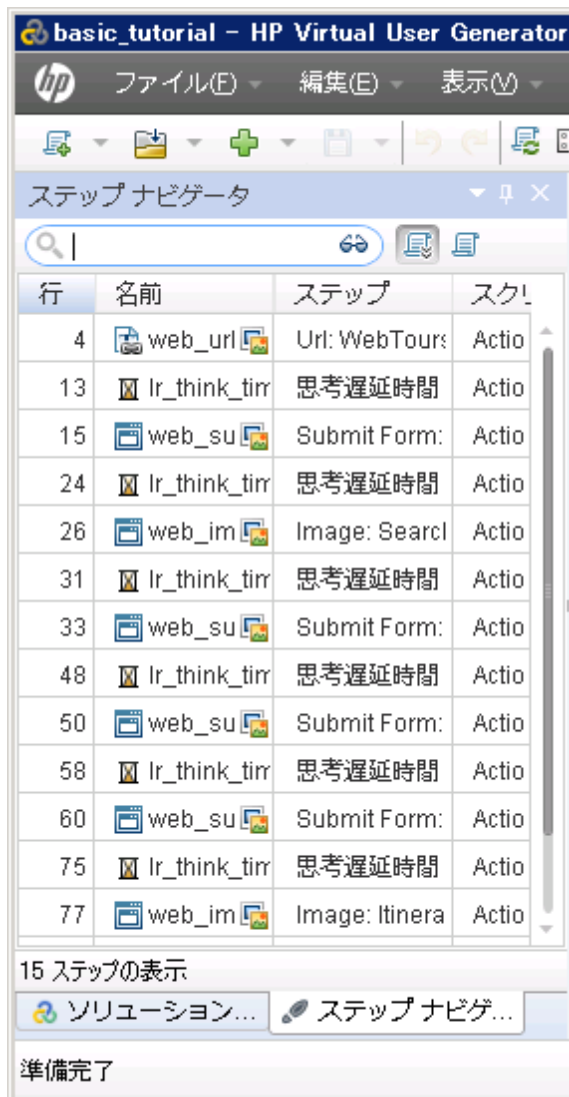 basic_tutorial - HP Virtual User Generator
hp ファイル(F) 編集(E) 表示(V)
ステップ ナビゲータ
行 名前 ステップ スクリ
4 web_url Url: WebTours Actio
13 lr_think_tim 思考遅延時間 Actio
15 web_su Submit Form: Actio
24 lr_think_tim 思考遅延時間 Actio
26 web_im Image: Searcl Actio
31 lr_think_tim 思考遅延時間 Actio
33 web_su Submit Form: Actio
48 lr_think_tim 思考遅延時間 Actio
50 web_su Submit Form: Actio
58 lr_think_tim 思考遅延時間 Actio
60 web_su Submit Form: Actio
75 lr_think_tim 思考遅延時間 Actio
77 web_im Image: Itinera Actio
15 ステップの表示
ソリューション... ステップ ナビゲ...
準備完了